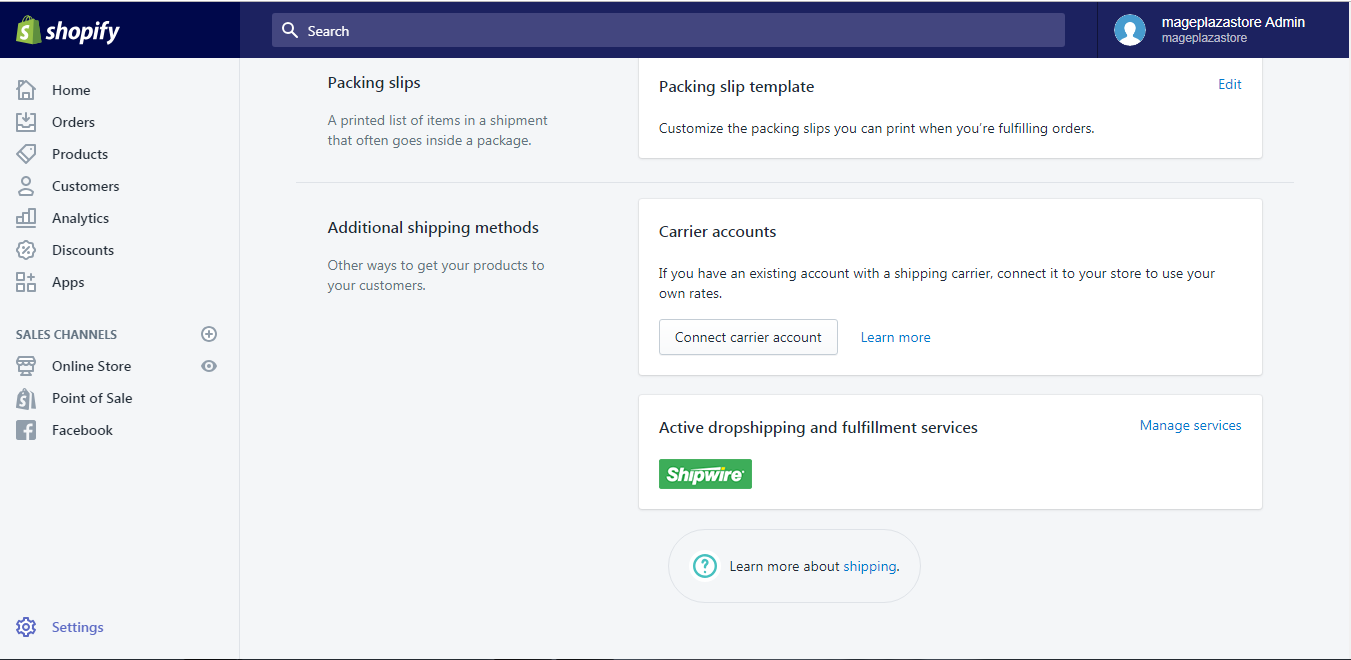 shopify
Search
mageplazastore Admin
mageplazastore
Home
Orders
Products
Customers
Analytics
Discounts
Apps
SALES CHANNELS
Online Store
Point of Sale
Facebook
Settings
Packing slips
A printed list of items in a shipment
that often goes inside a package.
Packing slip template
Edit
Customize the packing slips you can print when you’re fulfilling orders.
Additional shipping methods
Other ways to get your products to
your customers.
Carrier accounts
If you have an existing account with a shipping carrier, connect it to your store to use your
own rates.
Connect carrier account
Learn more
Active dropshipping and fulfillment services
Manage services
Shipwire
Learn more about shipping.